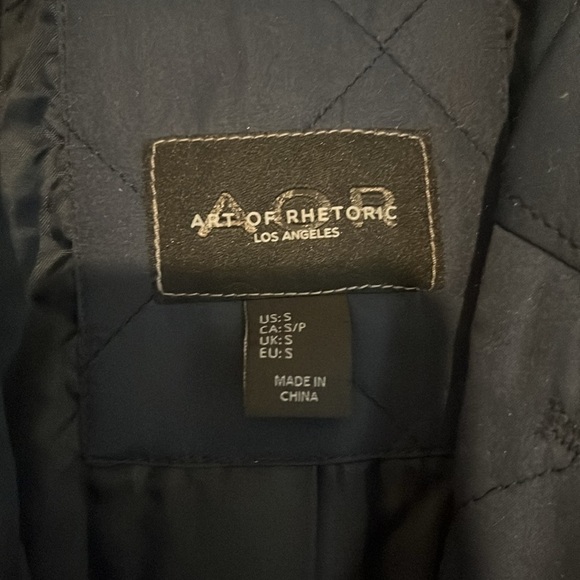 AOR
ART OF RHETORIC
LOS ANGELES
US: S
CA: S/P
UK: S
EU: S
MADE IN
CHINA